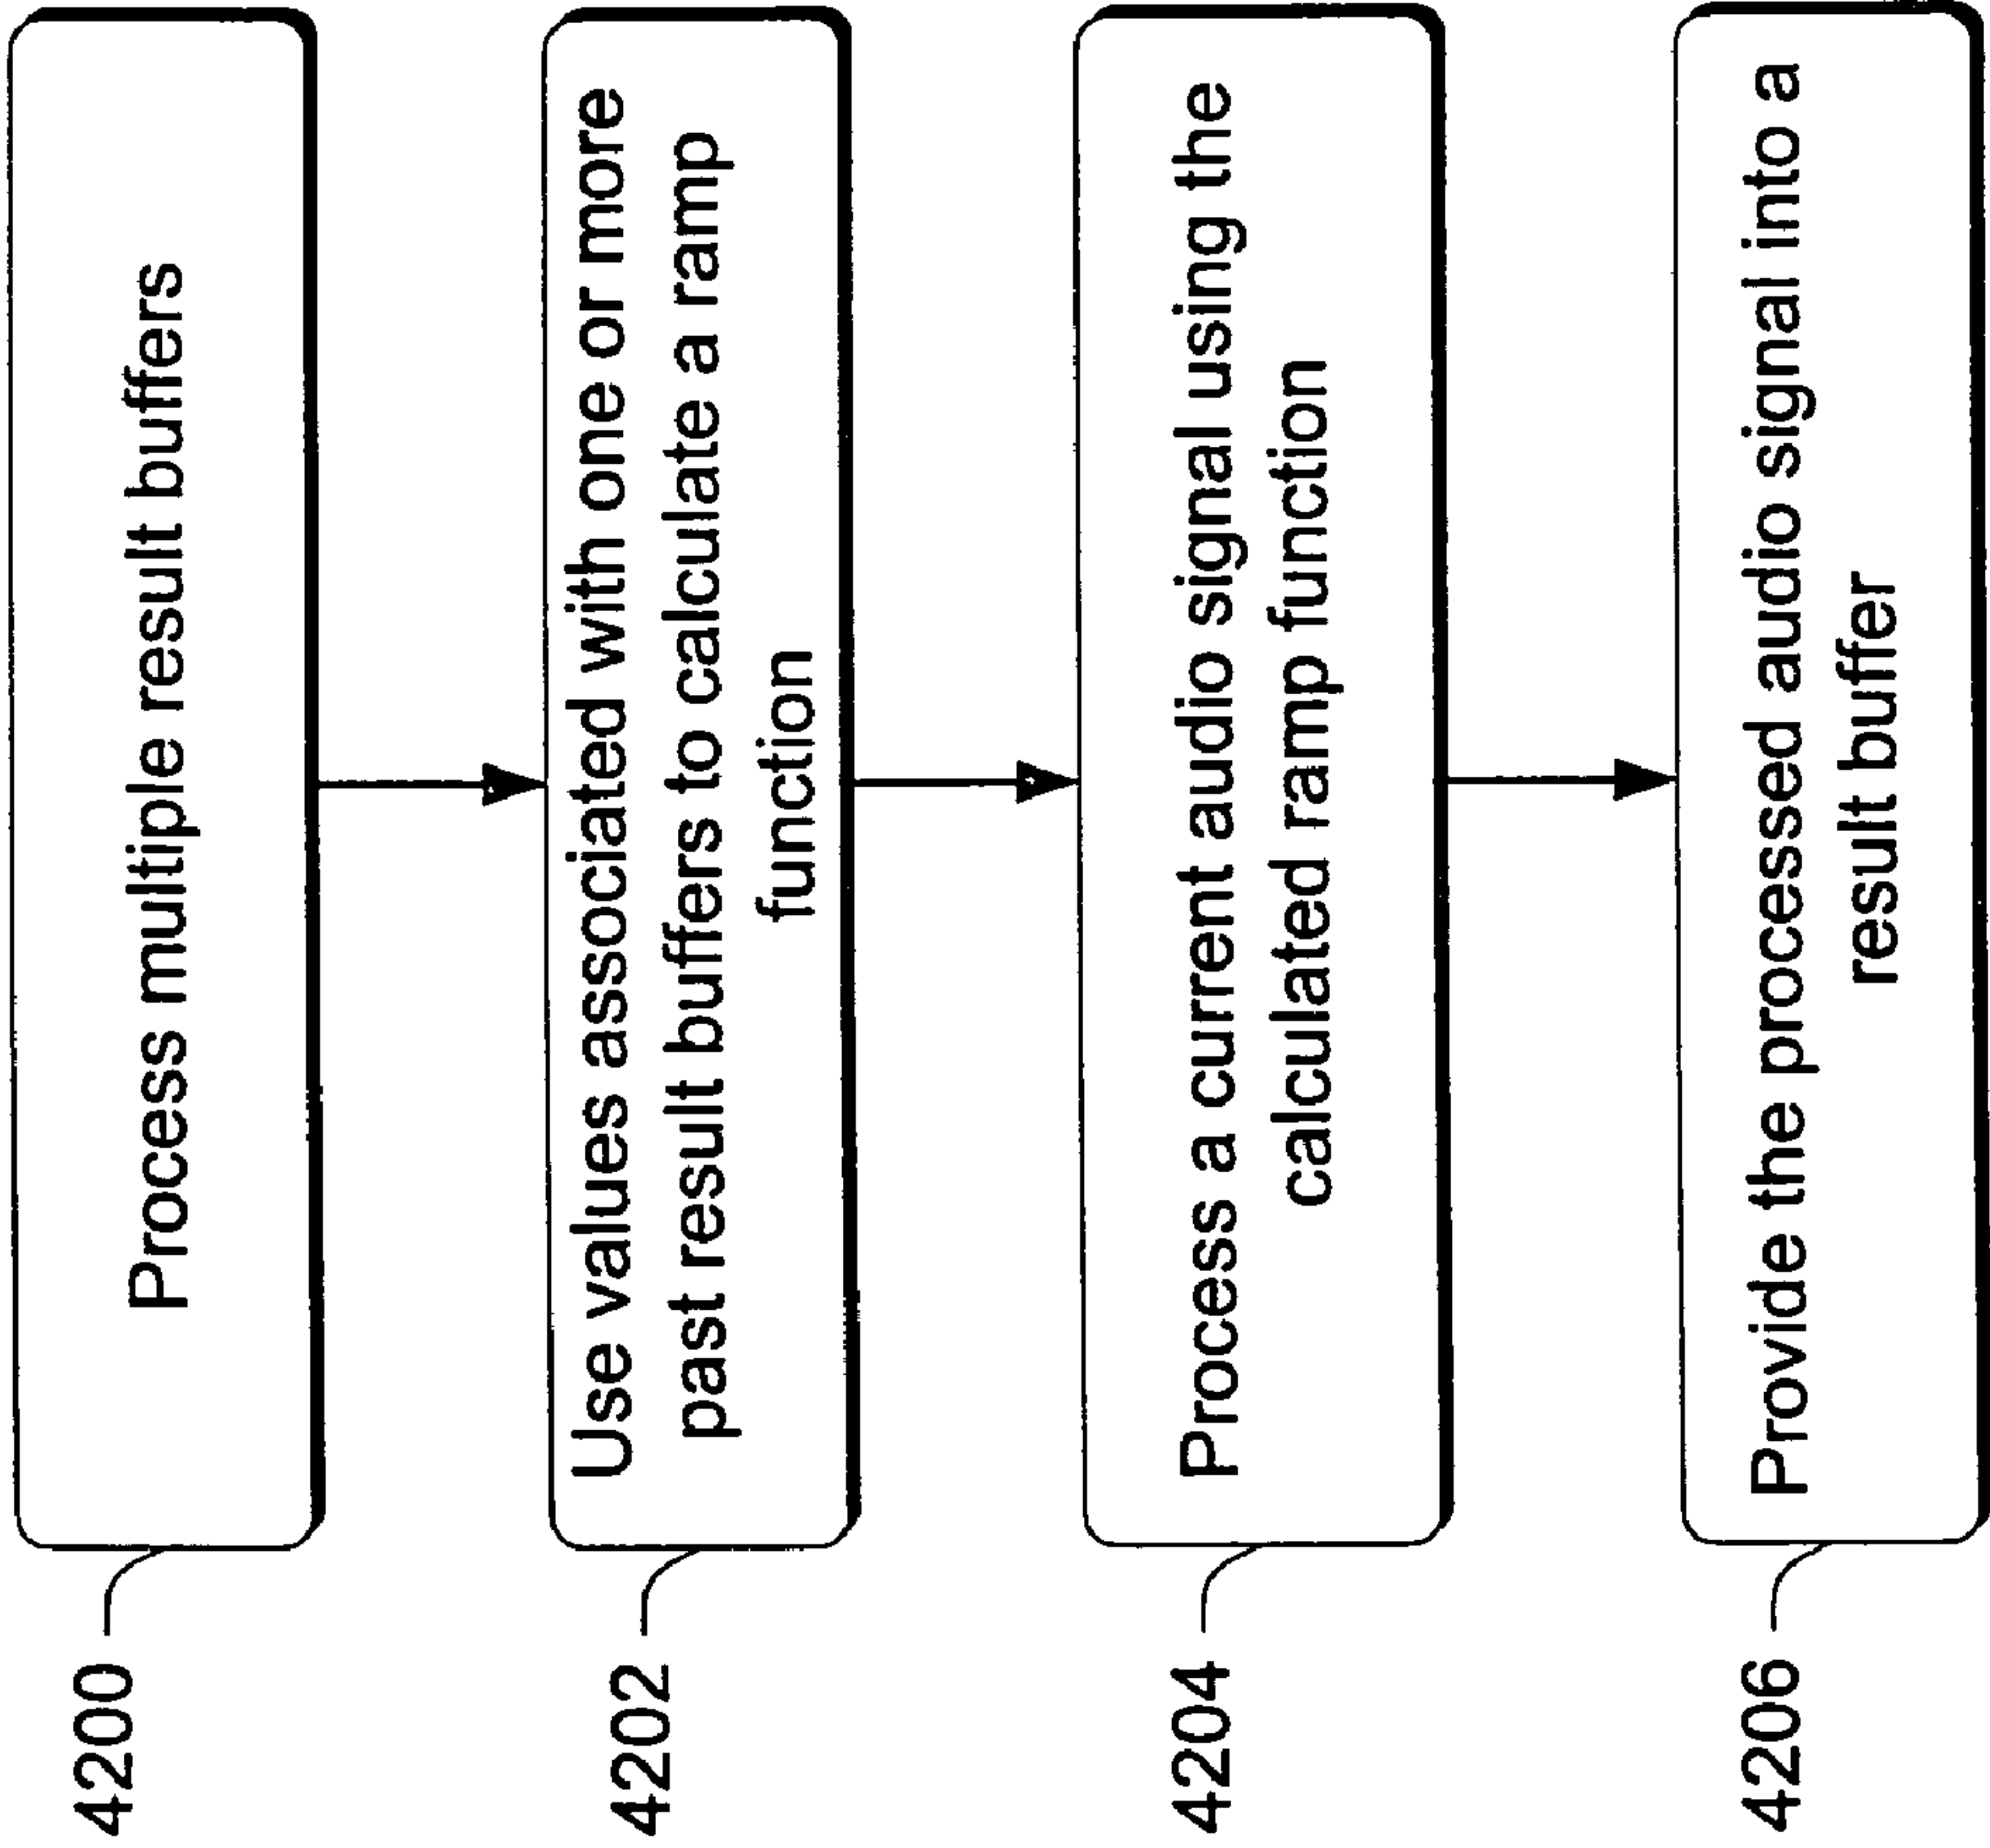 4200
Process multiple result buffers
4202
Use values associated with one or more
past result buffers to calculate a ramp
function
4204
Process a current audio signal using the
calculated ramp function
4206
Provide the processed audio signal into a
result buffer